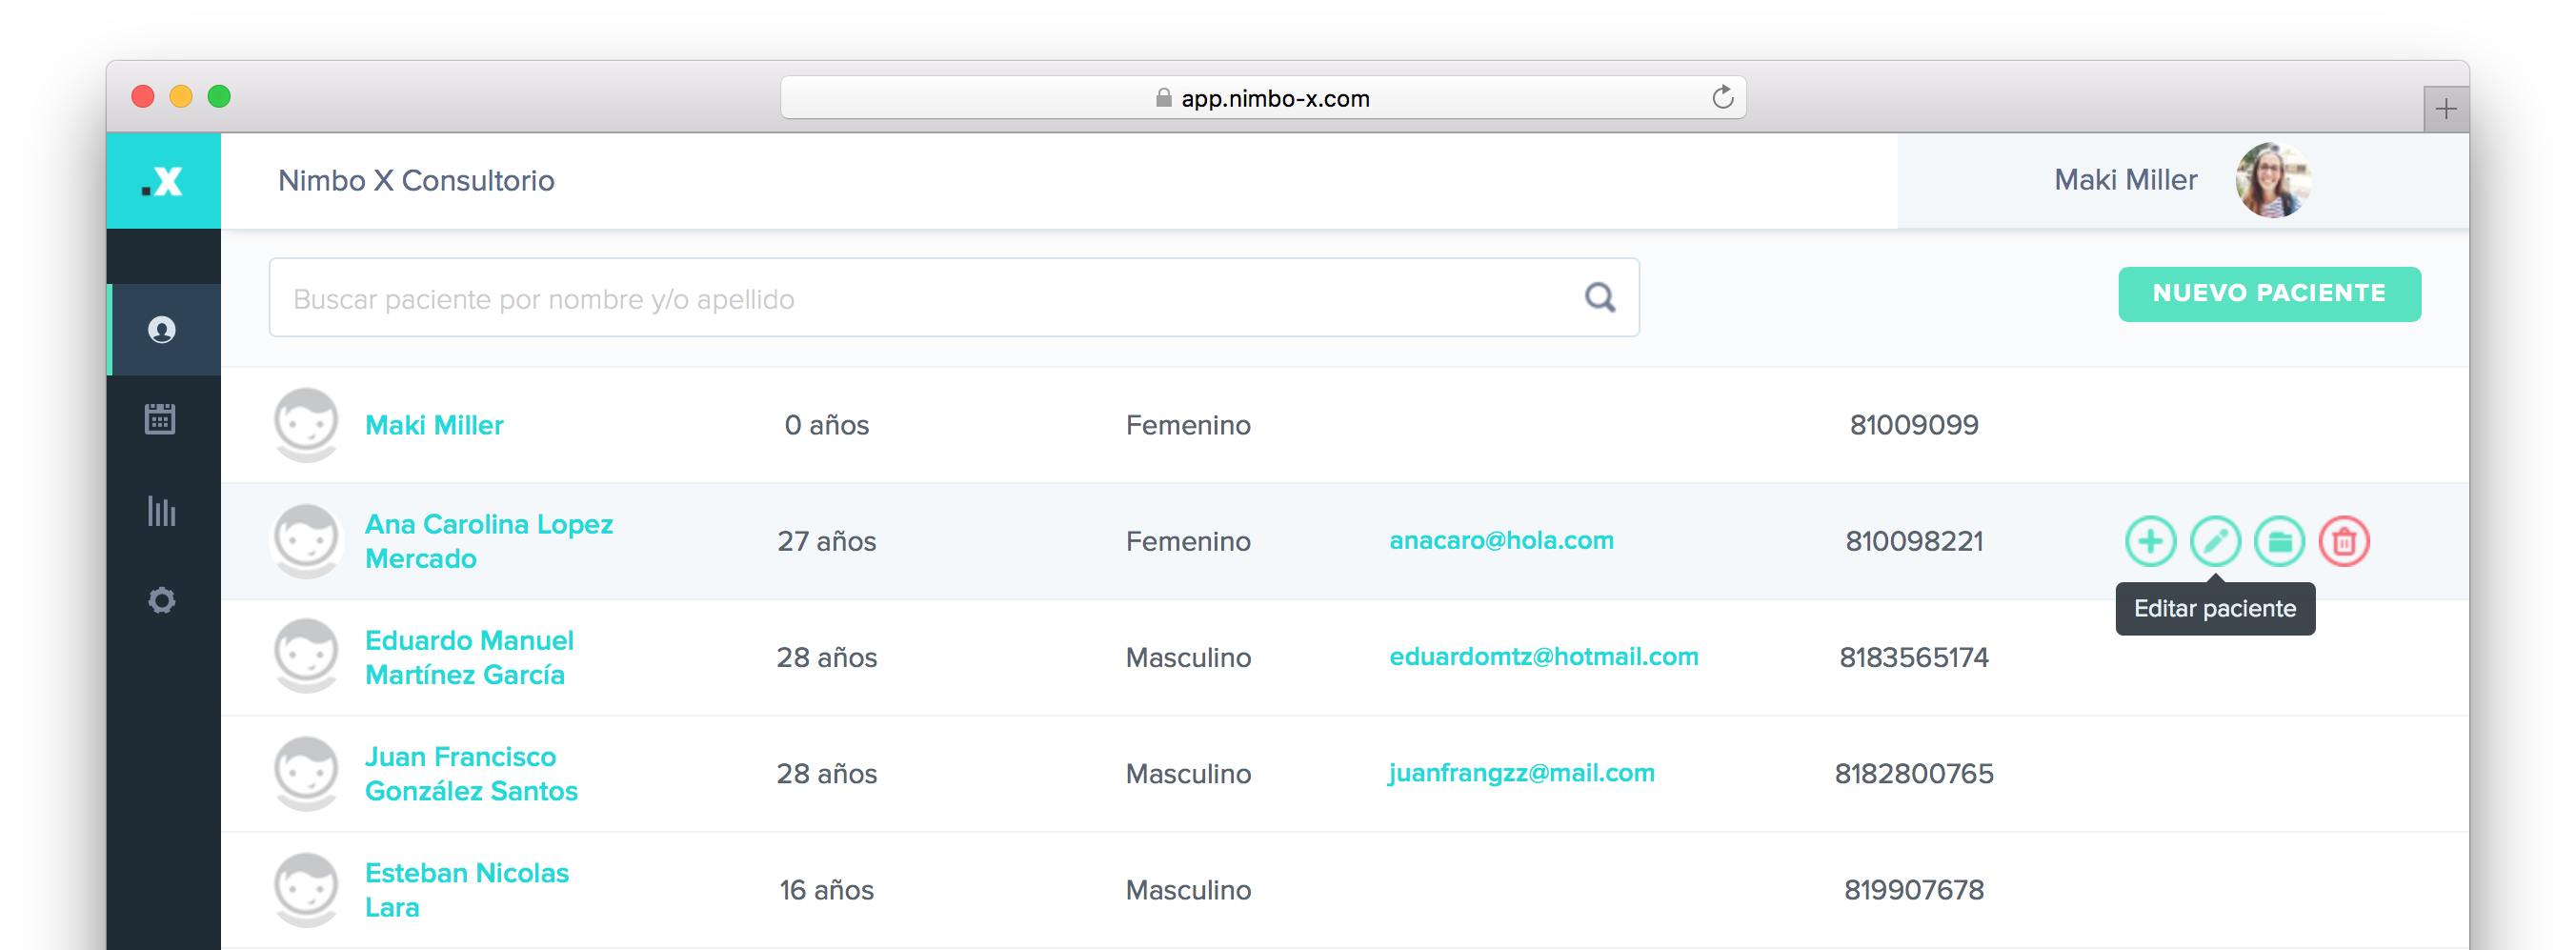 app.nimbo-x.com
.X
Nimbo X Consultorio
Maki Miller
Buscar paciente por nombre y/o apellido
NUEVO PACIENTE
Maki Miller 0 años Femenino 81009099
Ana Carolina Lopez
Mercado
27 años Femenino anacaro@hola.com 810098221
Editar paciente
Eduardo Manuel
Martínez García
28 años Masculino eduardomtz@hotmail.com 8183565174
Juan Francisco
González Santos
28 años Masculino juanfrangzz@mail.com 8182800765
Esteban Nicolas
Lara
16 años Masculino 819907678